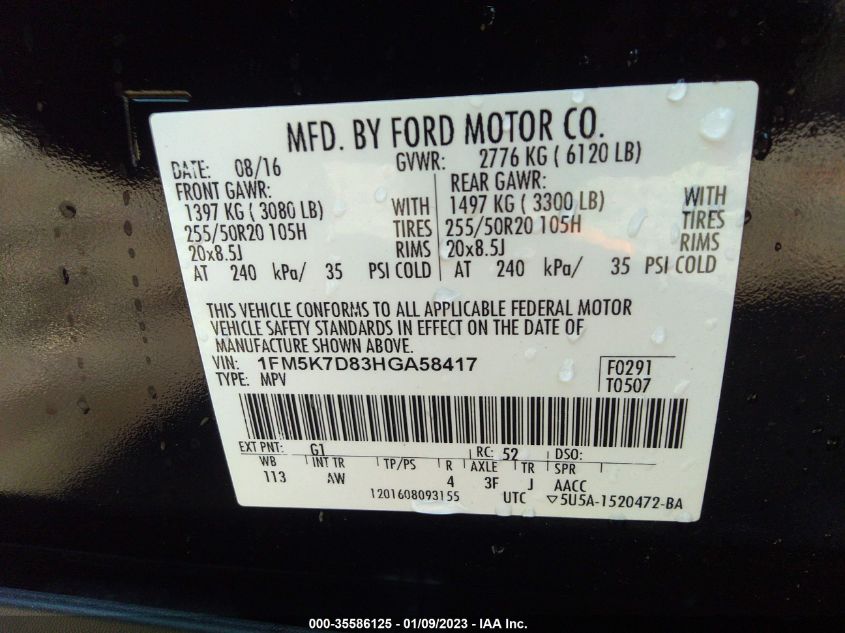 MFD. BY FORD MOTOR CO.
DATE: 08/16 GVWR: 2776 KG ( 6120 LB)
FRONT GAWR: REAR GAWR:
1397 KG ( 3080 LB) WITH 1497 KG ( 3300 LB) WITH
255/50R20 105H TIRES 255/50R20 105H TIRES
20x8.5J RIMS 20x8.5J RIMS
AT 240 kPa/ 35 PSI COLD AT 240 kPa/ 35 PSI COLD
THIS VEHICLE CONFORMS TO ALL APPLICABLE FEDERAL MOTOR
VEHICLE SAFETY STANDARDS IN EFFECT ON THE DATE OF
MANUFACTURE SHOWN ABOVE.
VIN: 1FM5K7D83HGA58417 F0291
TYPE: MPV T0507
EXT PNT: G1 RC: 52 DSO:
WB INT TR TP/PS R AXLE TR SPR
113 AW 4 3F J AACC
1201608093155 UTC ▽5U5A-1520472-BA
000-35586125 - 01/09/2023 - IAA Inc.